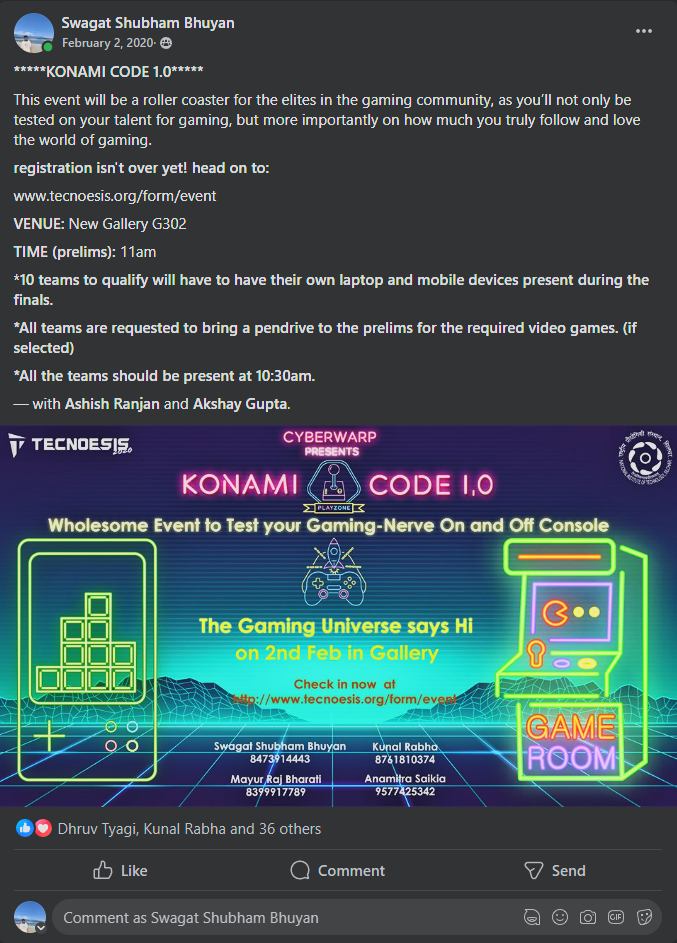 Swagat Shubham Bhuyan
February 2, 2020·
*****KONAMI CODE 1.0*****
This event will be a roller coaster for the elites in the gaming community, as you'll not only be
tested on your talent for gaming, but more importantly on how much you truly follow and love
the world of gaming.
registration isn't over yet! head on to:
www.tecnoesis.org/form/event
VENUE: New Gallery G302
TIME (prelims): 11am
*10 teams to qualify will have to have their own laptop and mobile devices present during the
finals.
*All teams are requested to bring a pendrive to the prelims for the required video games. (if
selected)
*All the teams should be present at 10:30am.
— with Ashish Ranjan and Akshay Gupta.
TECNOESIS
2020
CYBERWARP
PRESENTS
KONAMI CODE 1.0
PLAYZONE
Wholesome Event to Test your Gaming-Nerve On and Off Console
The Gaming Universe says Hi
on 2nd Feb in Gallery
Check in now at
http://www.tecnoesis.org/form/event
GAME
ROOM
Swagat Shubham Bhuyan
8473914443
Kunal Rabha
8761810374
Mayur Raj Bharati
8399917789
Anamitra Saikia
9577425342
Dhruv Tyagi, Kunal Rabha and 36 others
Like
Comment
Send
Comment as Swagat Shubham Bhuyan
GIF